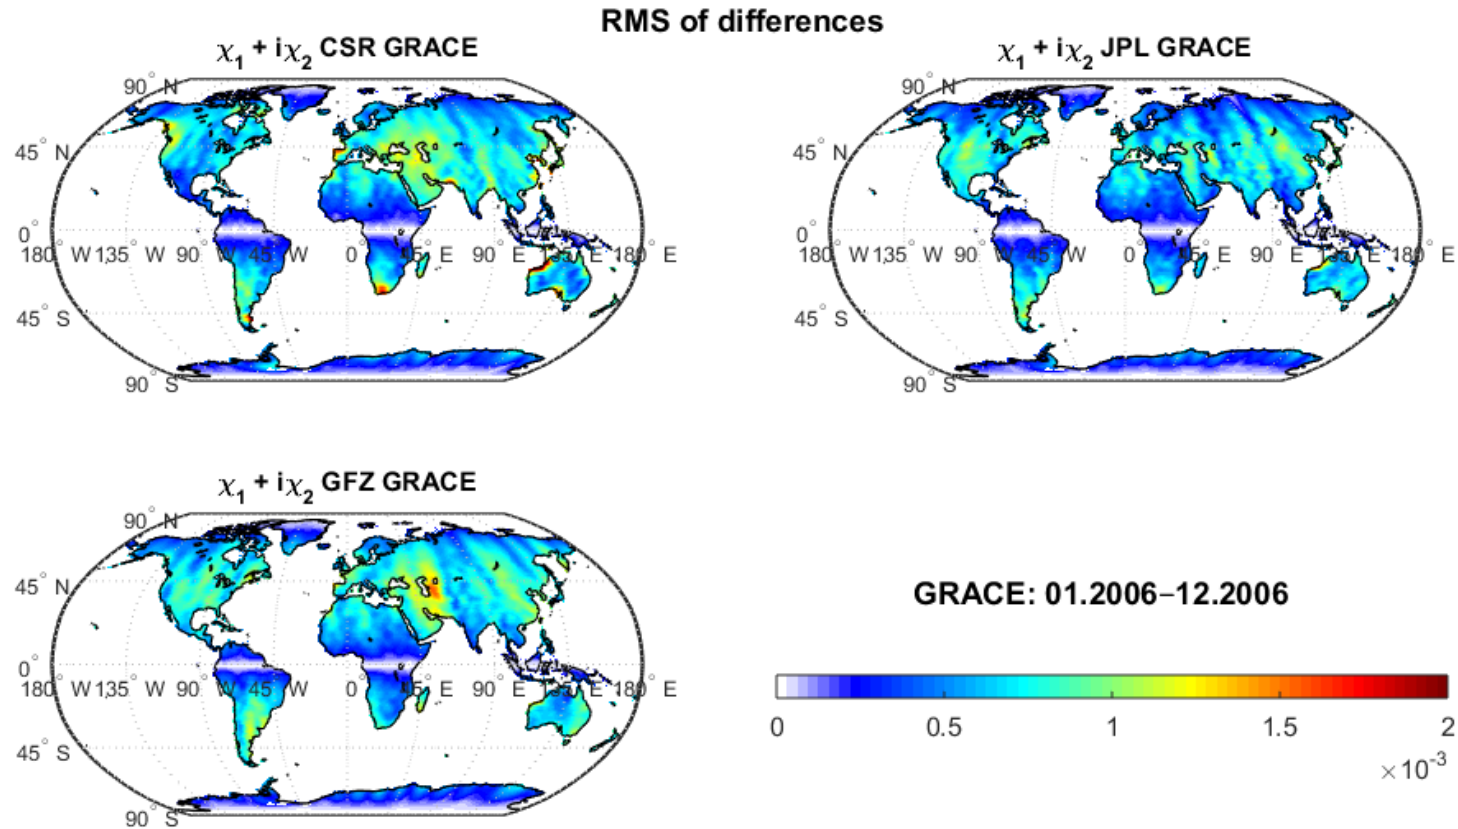 RMS of differences
χ1 + iχ2 CSR GRACE
90° N
45° N
0°
180° W 135° W 90° W 45° W 0° 45° E 90° E 135° E 180° E
45° S
90° S
χ1 + iχ2 JPL GRACE
90° N
45° N
0°
180° W 135° W 90° W 45° W 0° 45° E 90° E 135° E 180° E
45° S
90° S
χ1 + iχ2 GFZ GRACE
90° N
45° N
0°
180° W 135° W 90° W 45° W 0° 45° E 90° E 135° E 180° E
45° S
90° S
GRACE: 01.2006–12.2006
0 0.5 1 1.5 2
×10-3